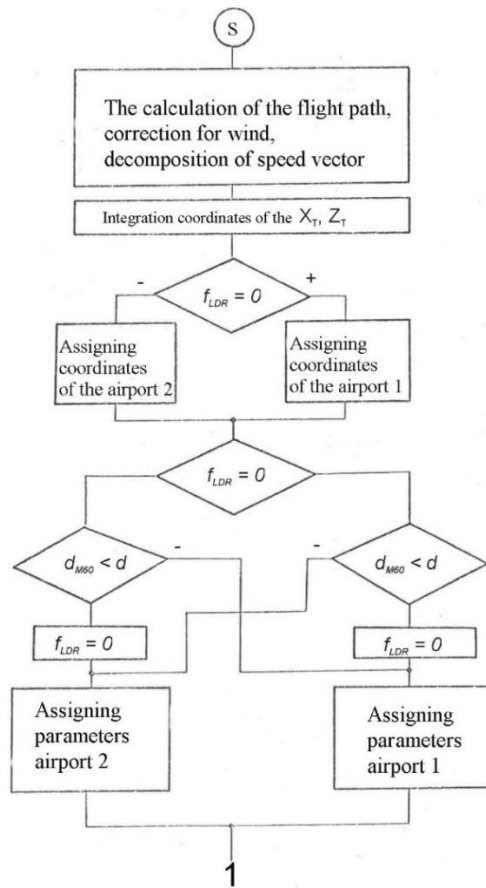 S
The calculation of the flight path,
correction for wind,
decomposition of speed vector
Integration coordinates of the X_T, Z_T
-
+
f_LDR = 0
Assigning
coordinates
of the airport 2
Assigning
coordinates
of the airport 1
f_LDR = 0
d_M60 < d
-
-
d_M60 < d
f_LDR = 0
f_LDR = 0
Assigning
parameters
airport 2
Assigning
parameters
airport 1
1